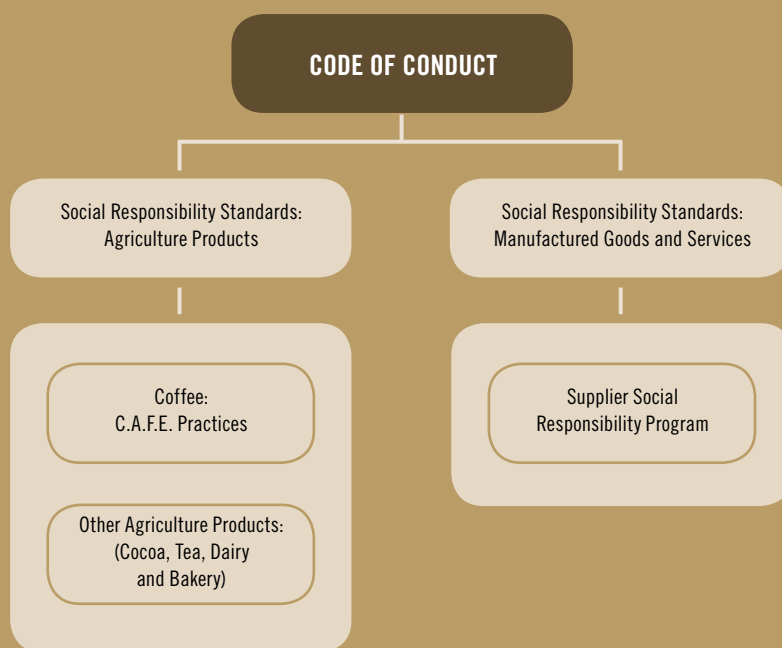 CODE OF CONDUCT
Social Responsibility Standards:
Agriculture Products
Social Responsibility Standards:
Manufactured Goods and Services
Coffee:
C.A.F.E. Practices
Other Agriculture Products:
(Cocoa, Tea, Dairy
and Bakery)
Supplier Social
Responsibility Program